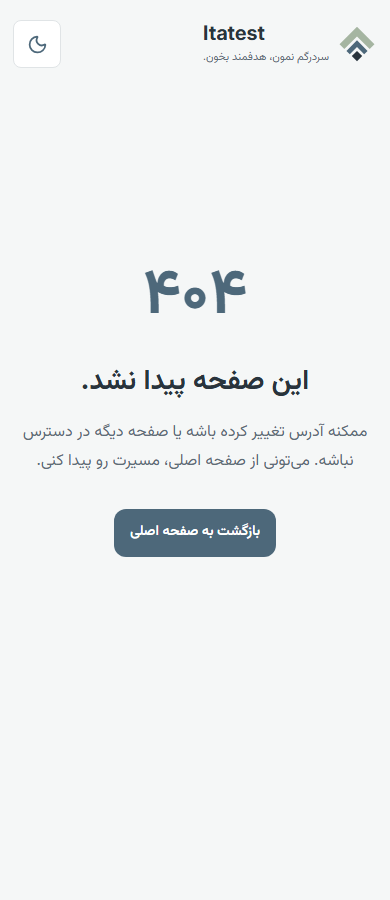 Itatest
سردرگم نمون، هدفمند بخون.
۴۰۴
این صفحه پیدا نشد.
ممکنه آدرس تغییر کرده باشه یا صفحه دیگه در دسترس
نباشه. می‌تونی از صفحه اصلی، مسیرت رو پیدا کنی.
بازگشت به صفحه اصلی